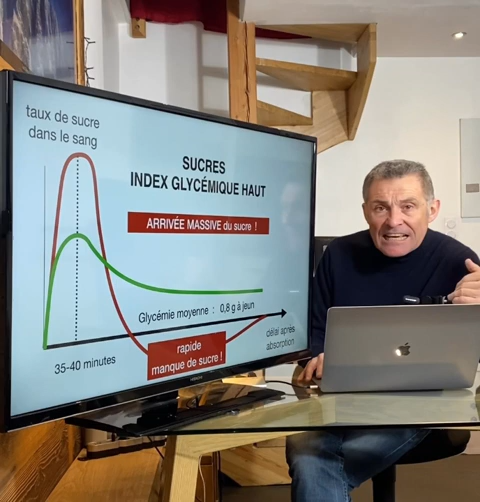 taux de sucre
dans le sang
SUCRES
INDEX GLYCÉMIQUE HAUT
ARRIVÉE MASSIVE du sucre !
Glycémie moyenne : 0,8 g à jeun
délai après
absorption
35-40 minutes
rapide
manque de sucre !